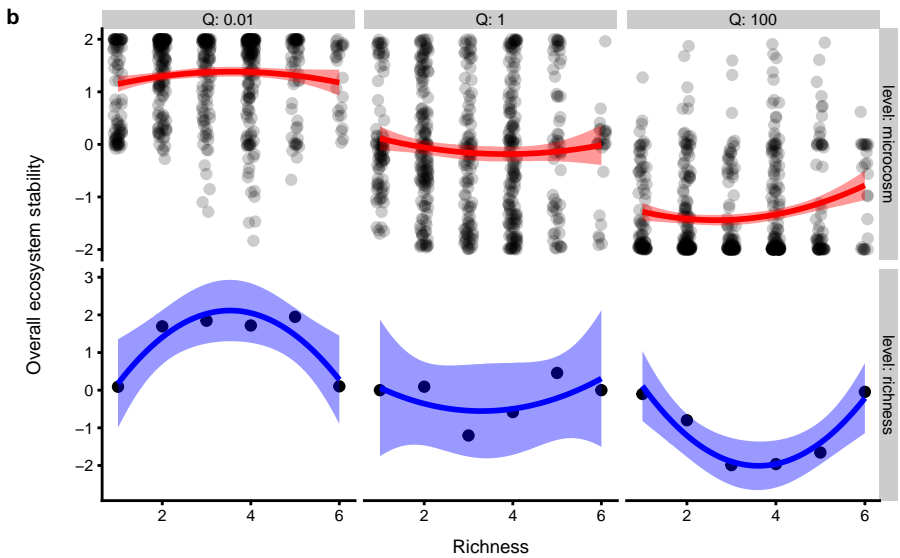 b
Q: 0.01
Q: 1
Q: 100
2
1
0
−1
−2
level: microcosm
Overall ecosystem stability
3
2
1
0
−1
−2
level: richness
2
4
6
2
4
6
2
4
6
Richness